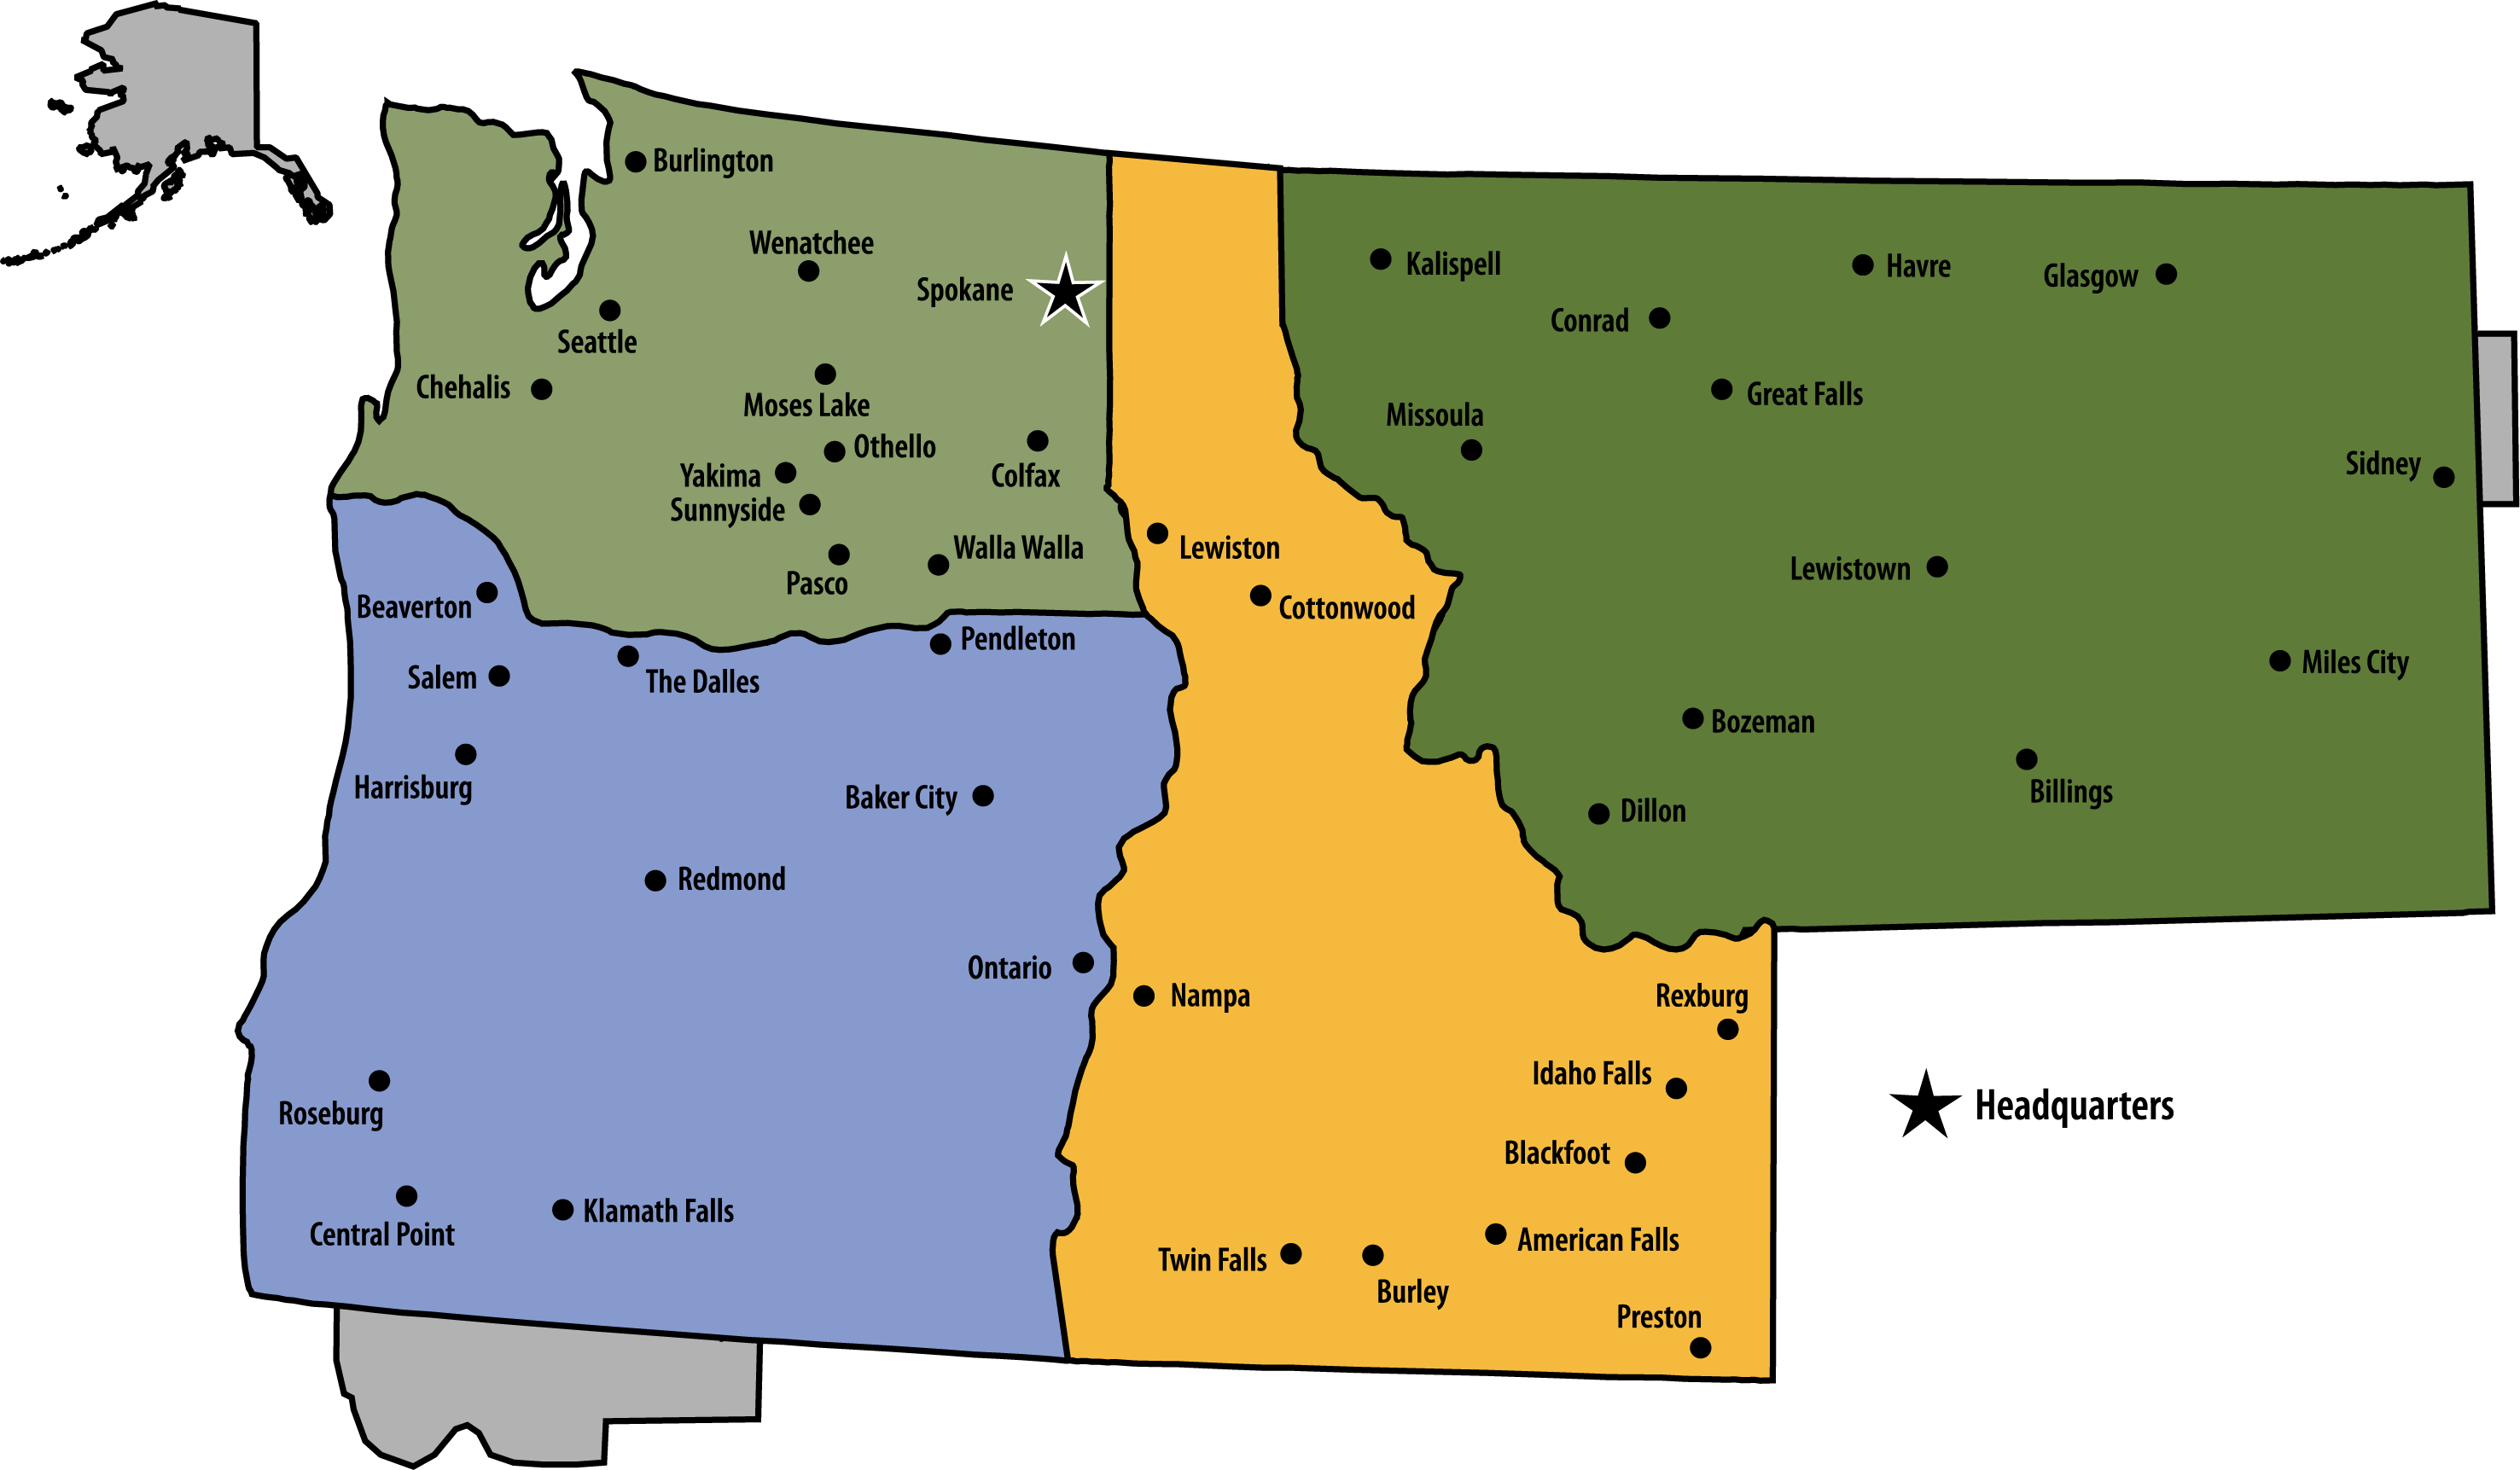 Burlington
Wenatchee
Spokane
Seattle
Chehalis
Moses Lake
Othello
Yakima
Colfax
Sunnyside
Walla Walla
Pasco
Kalispell
Havre
Glasgow
Conrad
Great Falls
Missoula
Sidney
Lewistown
Miles City
Bozeman
Billings
Dillon
Lewiston
Cottonwood
Nampa
Rexburg
Idaho Falls
Blackfoot
American Falls
Twin Falls
Burley
Preston
Beaverton
Pendleton
Salem
The Dalles
Harrisburg
Baker City
Redmond
Ontario
Roseburg
Central Point
Klamath Falls
Headquarters